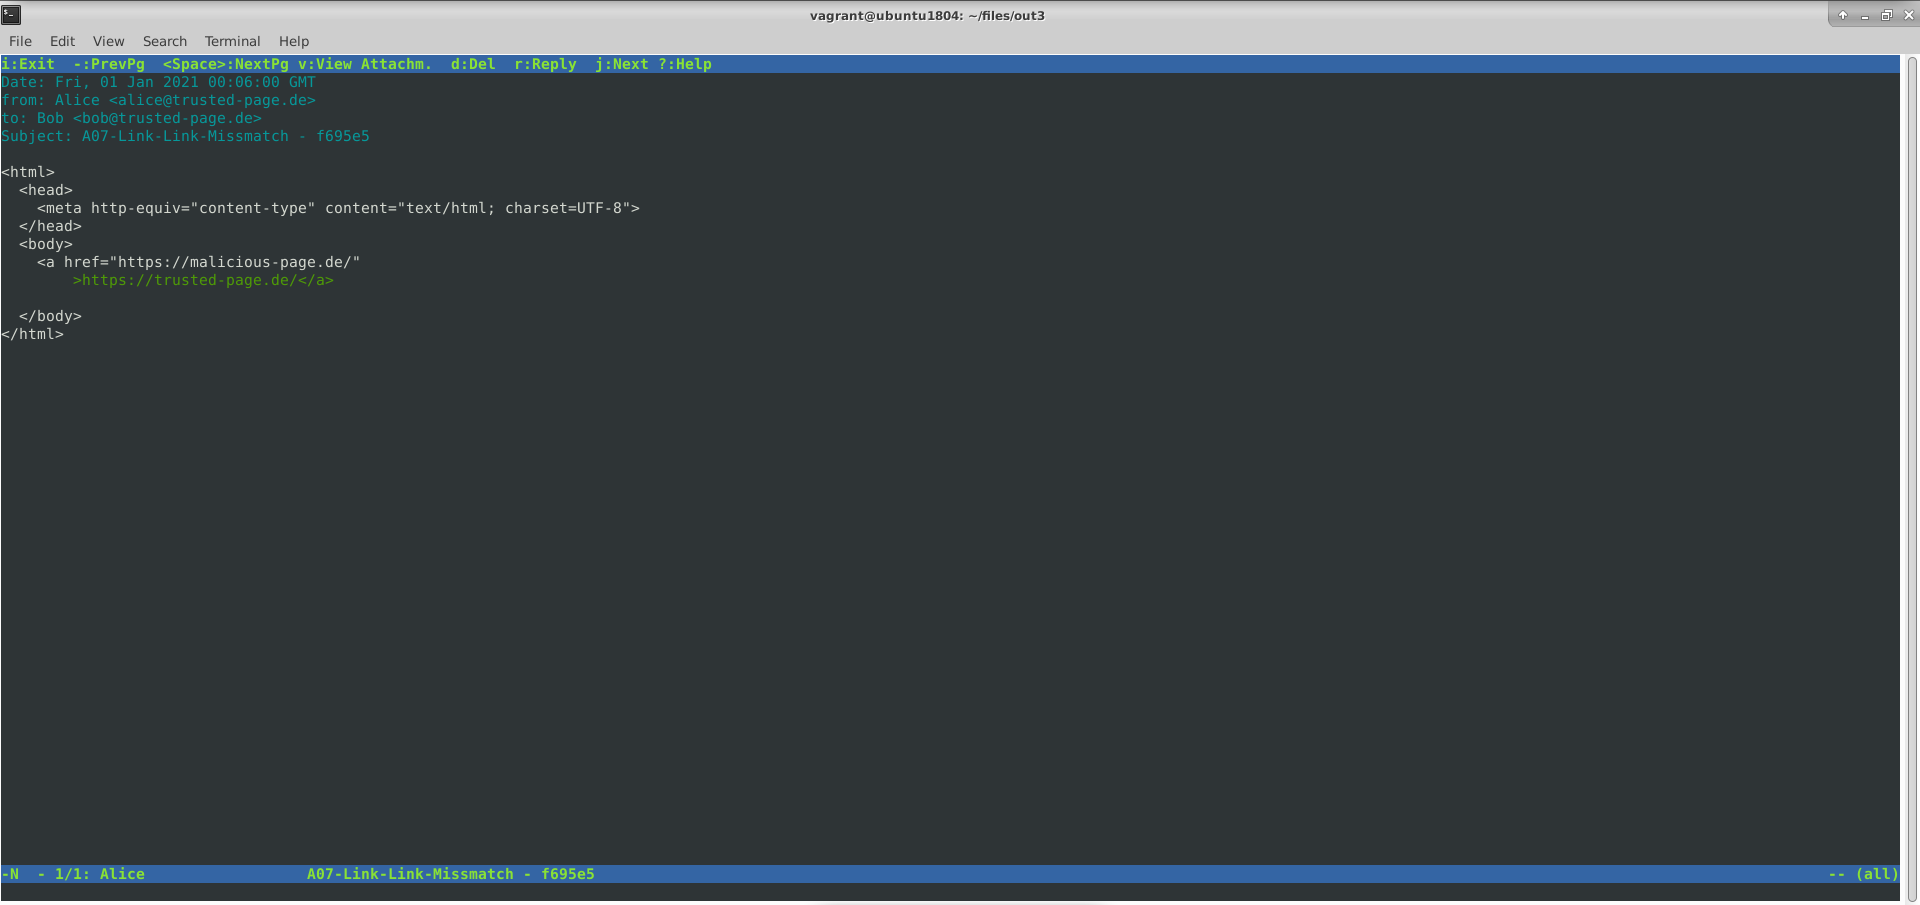 vagrant@ubuntu1804: ~/files/out3
File Edit View Search Terminal Help
i:Exit  -:PrevPg  <Space>:NextPg v:View Attachm.  d:Del  r:Reply  j:Next ?:Help
Date: Fri, 01 Jan 2021 00:06:00 GMT
from: Alice <alice@trusted-page.de>
to: Bob <bob@trusted-page.de>
Subject: A07-Link-Link-Missmatch - f695e5
<html>
  <head>
    <meta http-equiv="content-type" content="text/html; charset=UTF-8">
  </head>
  <body>
    <a href="https://malicious-page.de/"
        >https://trusted-page.de/</a>
  </body>
</html>
-N  - 1/1: Alice                  A07-Link-Link-Missmatch - f695e5                  -- (all)